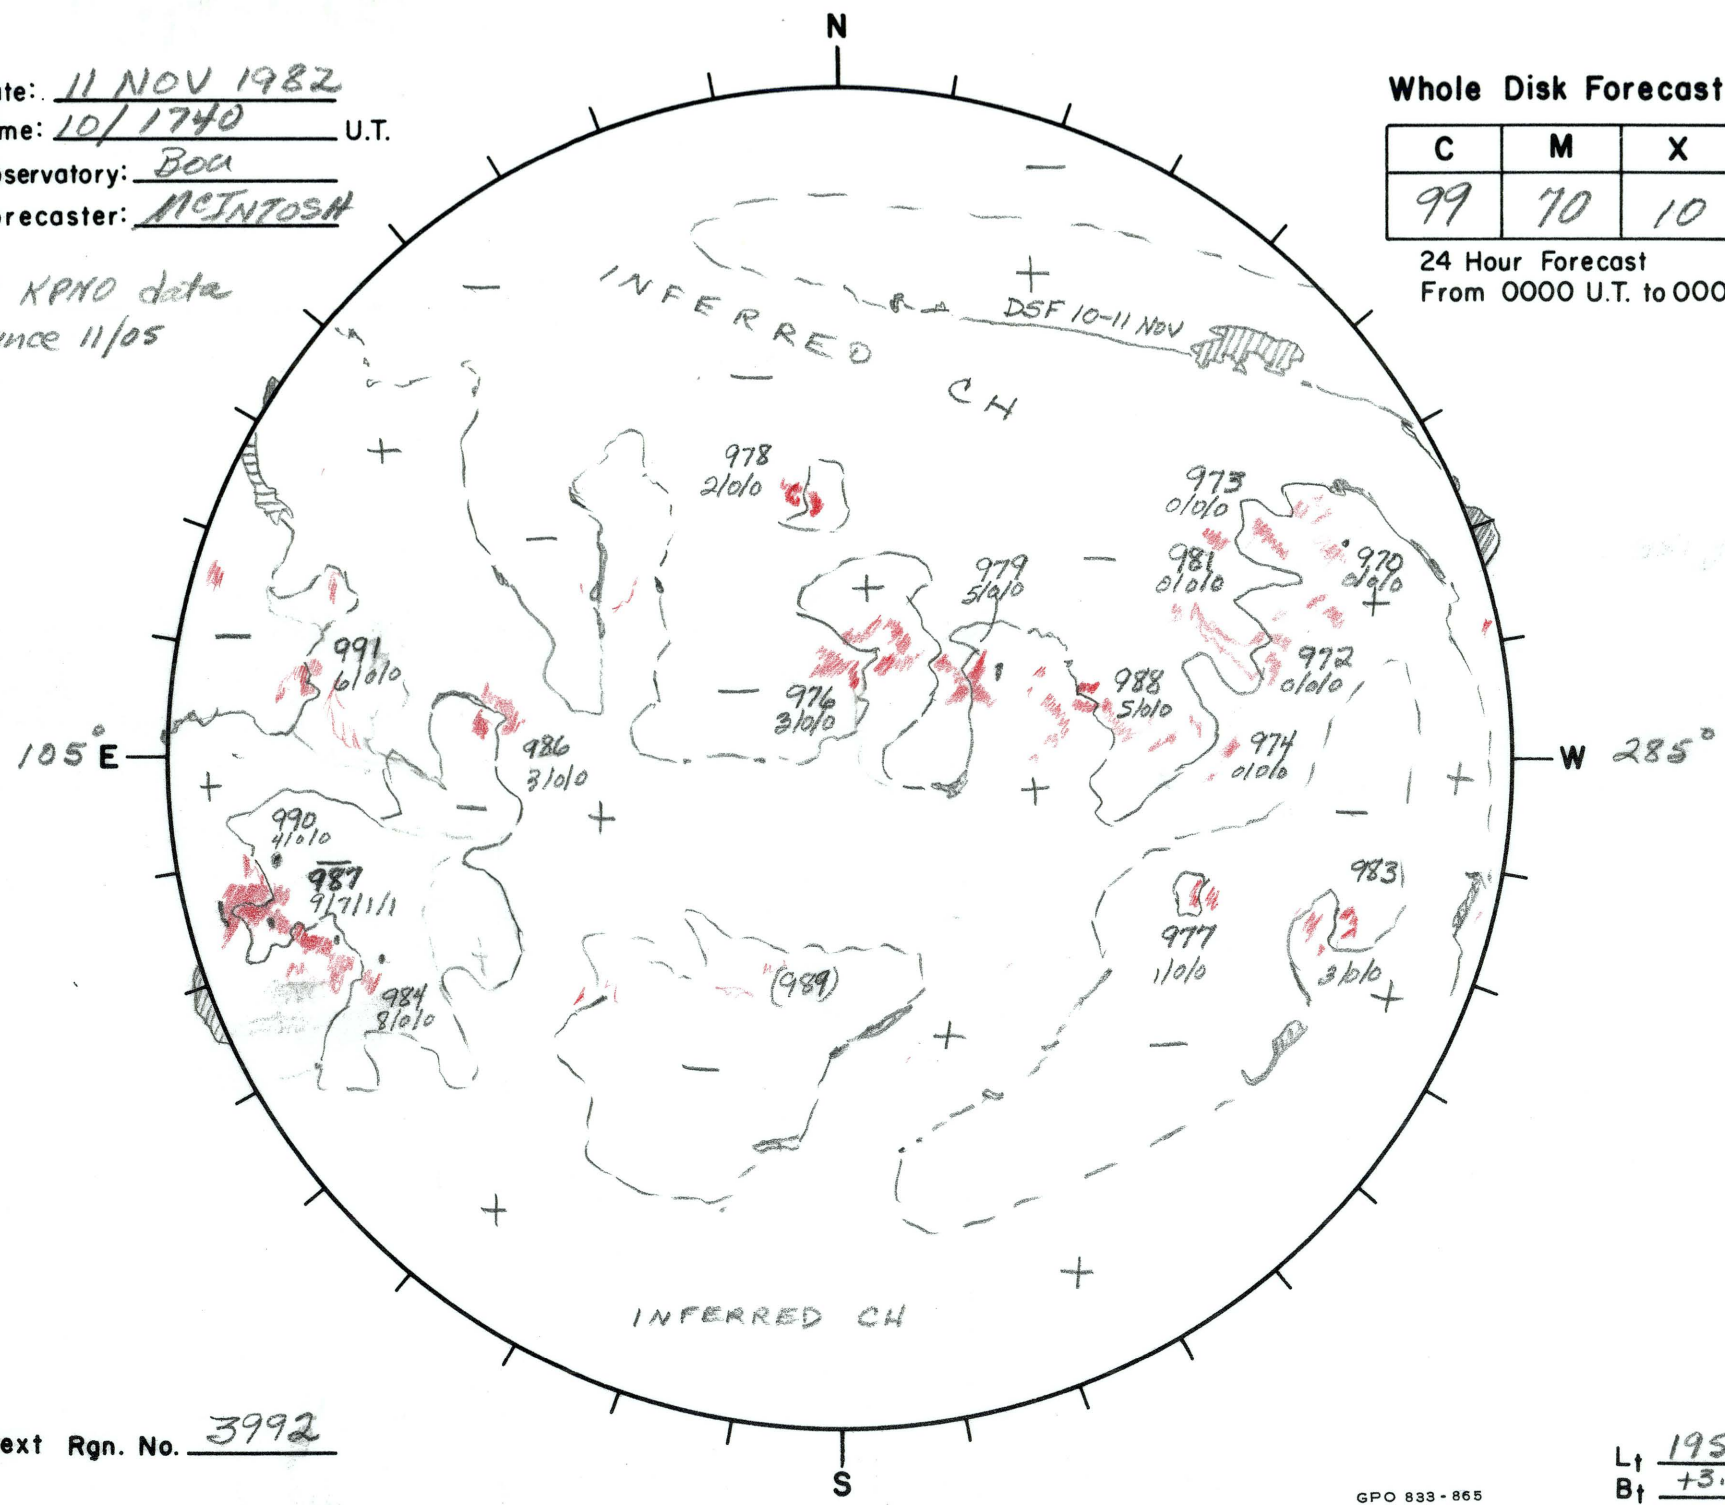 N
te: 11 NOV 1982
me: 10/1740 U.T.
servatory: Bou
recaster: McINTOSH
KPNO data
nce 11/05
Whole Disk Forecast
C M X
99 70 10
24 Hour Forecast
From 0000 U.T. to 000
INFERRED
CH
DSF 10-11 NOV
978
2/0/0
973
0/0/0
979
5/0/0
981
0/0/0
970
0/0/0
991
6/0/0
972
0/0/0
976
3/0/0
988
5/0/0
986
3/0/0
974
0/0/0
105° E
W 285°
990
4/0/0
987
9/7/1/1
983
3/0/0
977
1/0/0
984
8/0/0
(989)
INFERRED CH
ext Rgn. No. 3992
S
Lt 195
Bt +3.
GPO 833-865